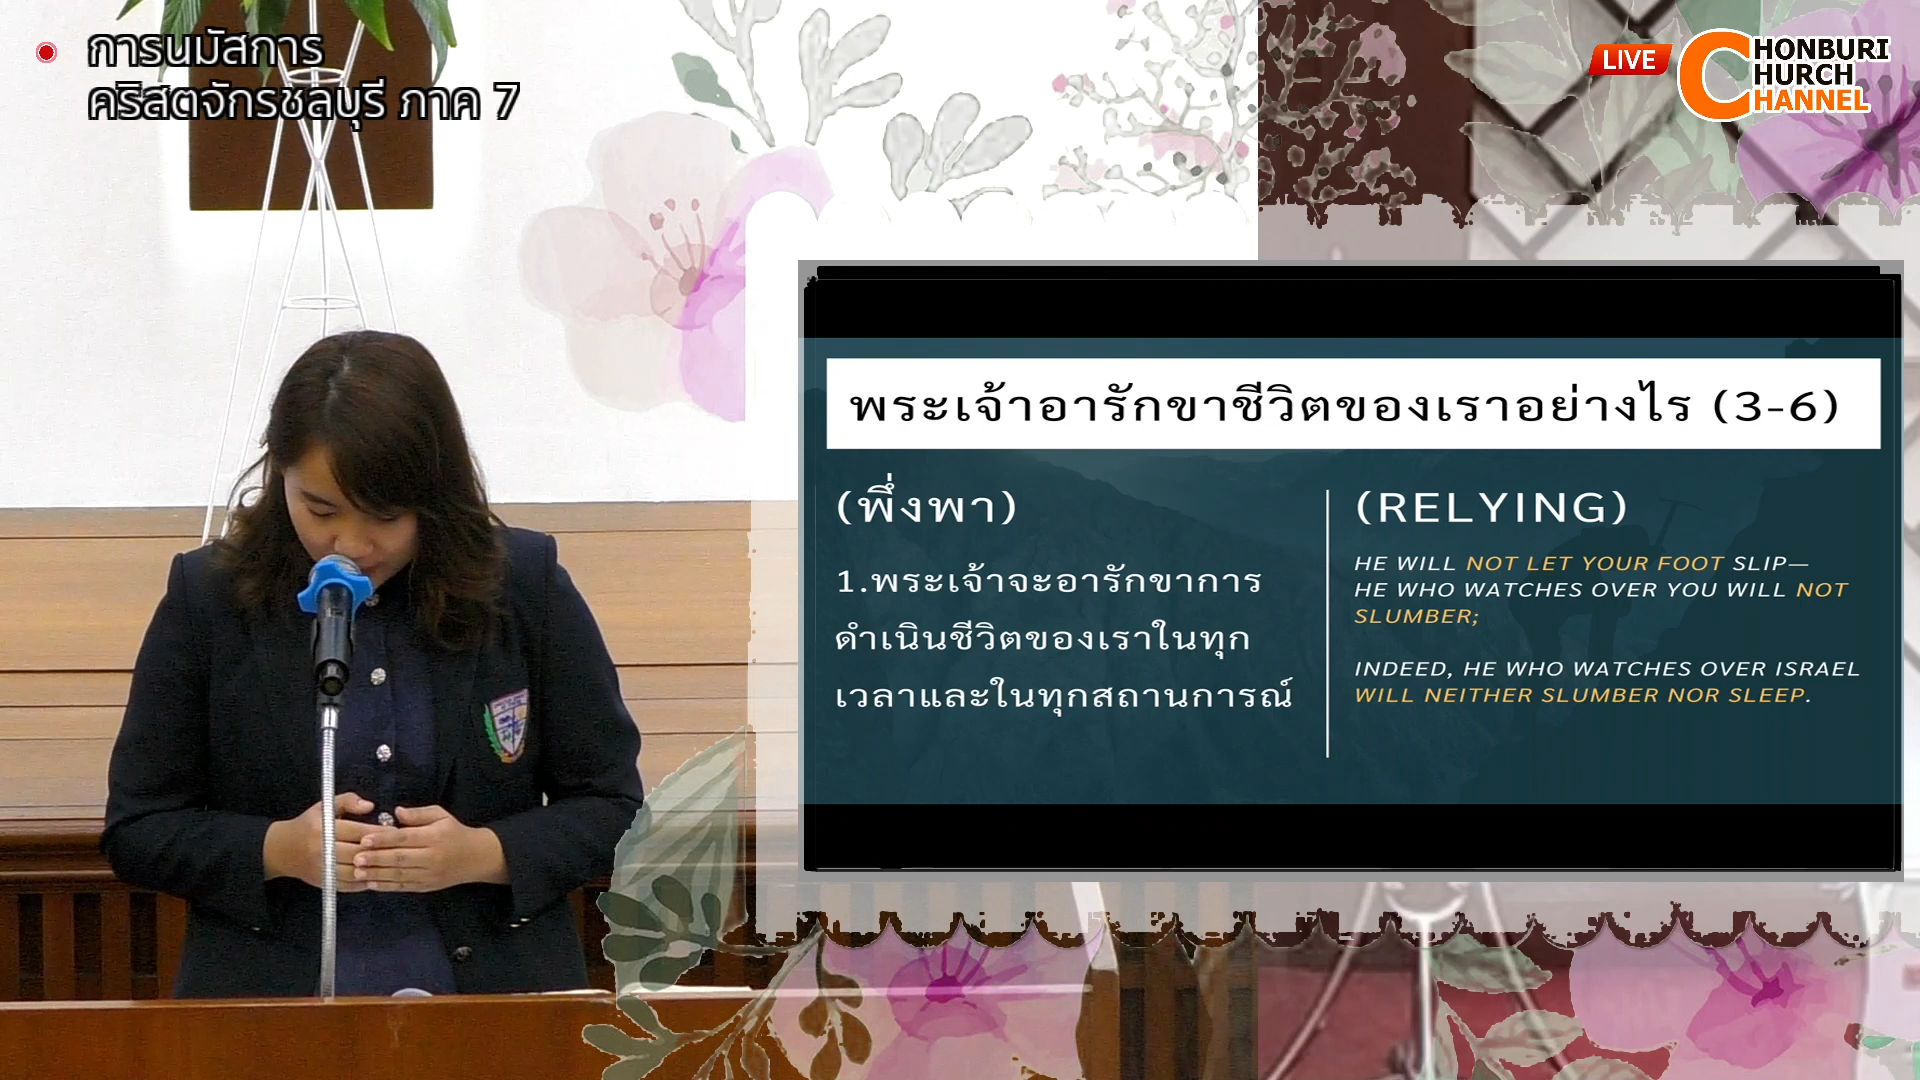 การนมัสการ
คริสตจักรชลบุรี ภาค 7
LIVE
CHONBURI
CHURCH
CHANNEL
พระเจ้าอารักขาชีวิตของเราอย่างไร (3-6)
(พึ่งพา)
1.พระเจ้าจะอารักขาการ
ดำเนินชีวิตของเราในทุก
เวลาและในทุกสถานการณ์
(RELYING)
HE WILL NOT LET YOUR FOOT SLIP—
HE WHO WATCHES OVER YOU WILL NOT
SLUMBER;
INDEED, HE WHO WATCHES OVER ISRAEL
WILL NEITHER SLUMBER NOR SLEEP.